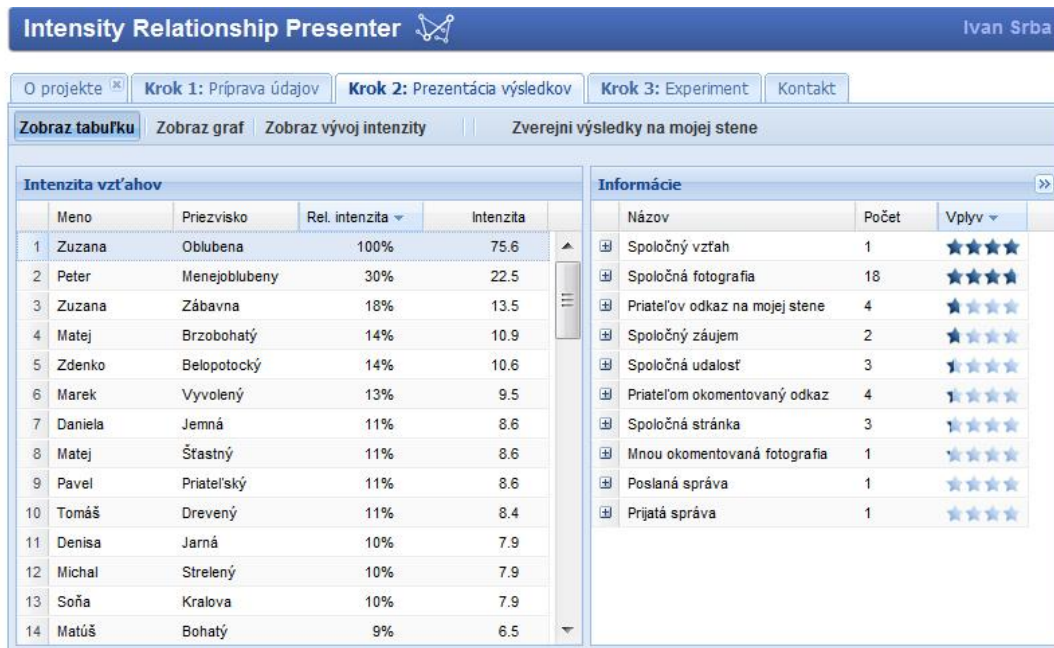 Intensity Relationship Presenter
Ivan Srba
O projekte Krok 1: Príprava údajov Krok 2: Prezentácia výsledkov Krok 3: Experiment Kontakt
Zobraz tabuľku Zobraz graf Zobraz vývoj intenzity Zverejni výsledky na mojej stene
Intenzita vzťahov
Meno Priezvisko Rel. intenzita Intenzita
1 Zuzana Oblubena 100% 75.6
2 Peter Menejoblubeny 30% 22.5
3 Zuzana Zábavna 18% 13.5
4 Matej Brzobohatý 14% 10.9
5 Zdenko Belopotocký 14% 10.6
6 Marek Vyvolený 13% 9.5
7 Daniela Jemná 11% 8.6
8 Matej Šťastný 11% 8.6
9 Pavel Priateľský 11% 8.6
10 Tomáš Drevený 11% 8.4
11 Denisa Jarná 10% 7.9
12 Michal Strelený 10% 7.9
13 Soňa Kralova 10% 7.9
14 Matúš Bohatý 9% 6.5
Informácie
Názov Počet Vplyv
Spoločný vzťah 1
Spoločná fotografia 18
Priateľov odkaz na mojej stene 4
Spoločný záujem 2
Spoločná udalosť 3
Priateľom okomentovaný odkaz 4
Spoločná stránka 3
Mnou okomentovaná fotografia 1
Poslaná správa 1
Prijatá správa 1